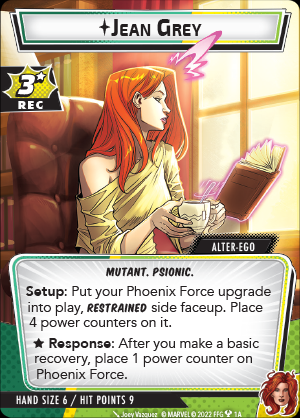 JEAN GREY
3
REC
ALTER-EGO
MUTANT. PSIONIC.
Setup: Put your Phoenix Force upgrade
into play, RESTRAINED side faceup. Place
4 power counters on it.
★ Response: After you make a basic
recovery, place 1 power counter on
Phoenix Force.
HAND SIZE 6 / HIT POINTS 9
Joey Vazquez © MARVEL © 2022 FFG 1A